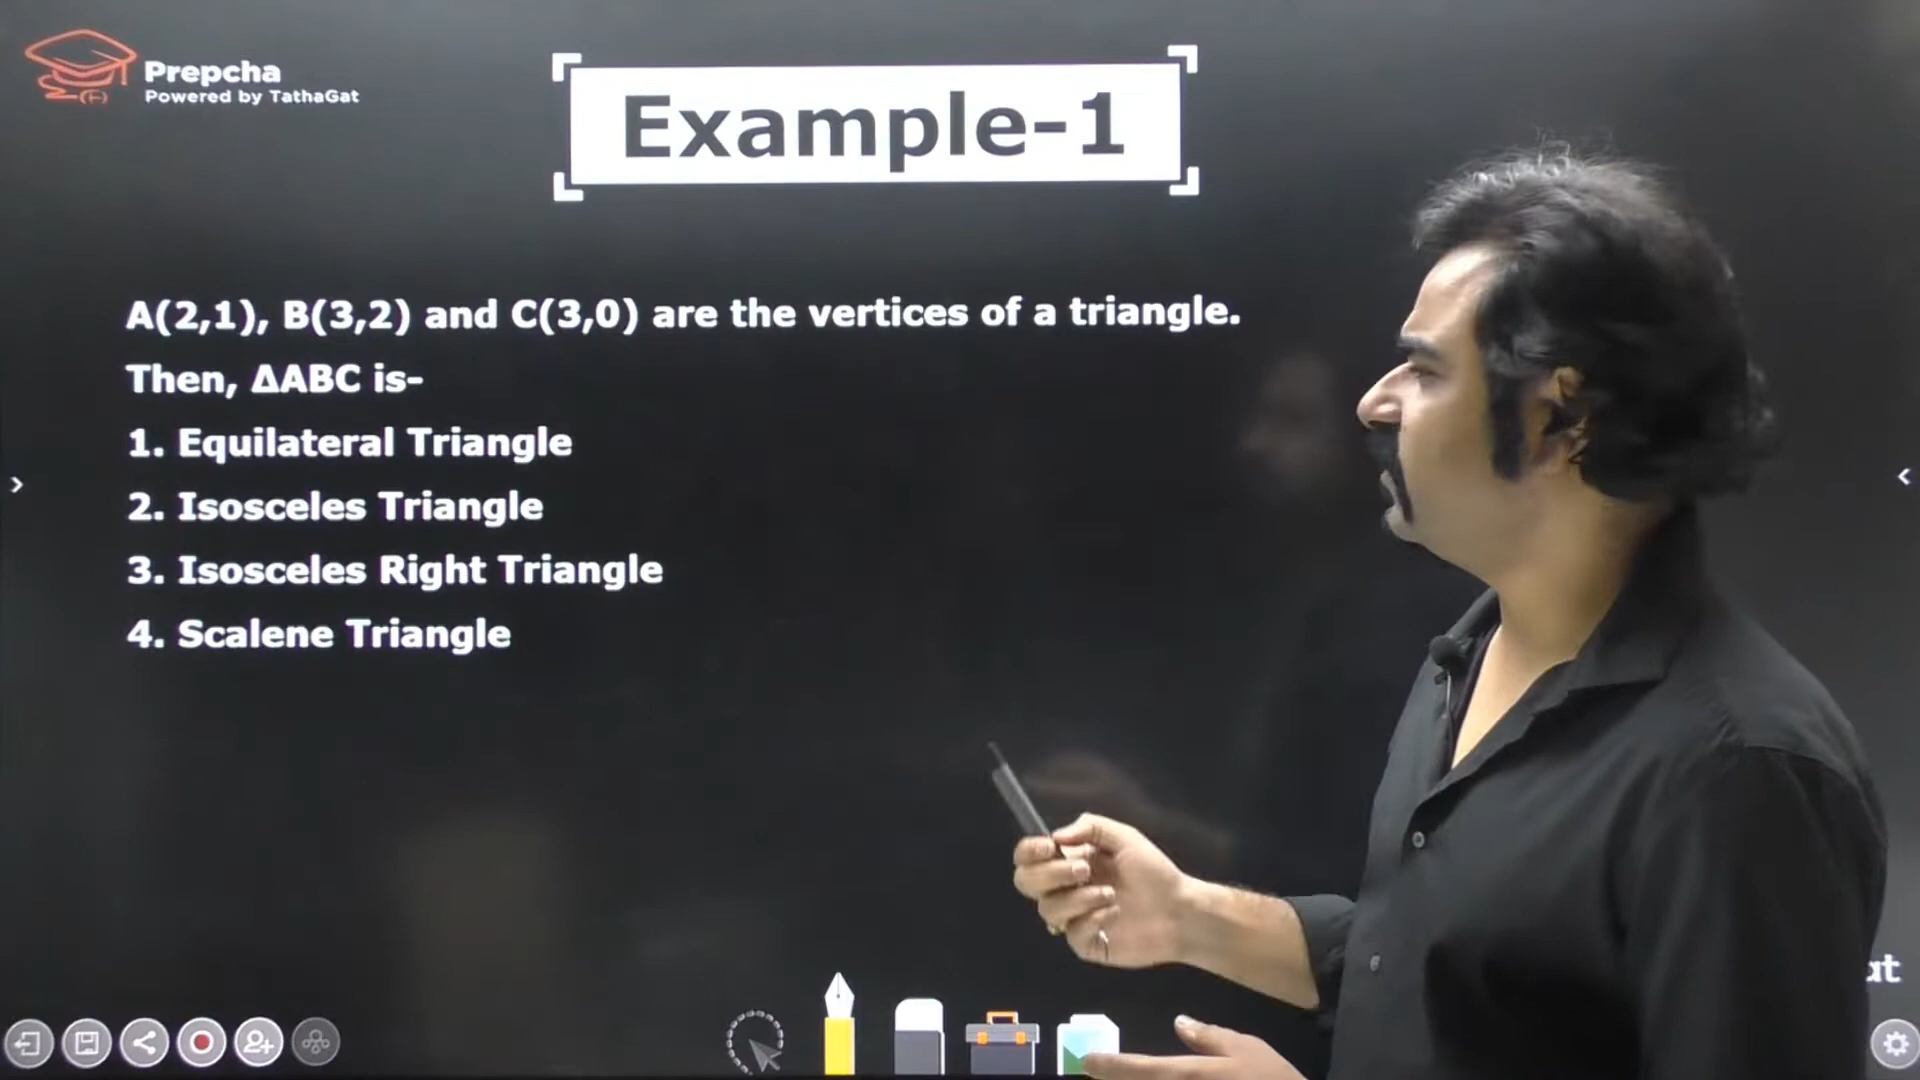 Prepcha
Powered by TathaGat
Example-1
A(2,1), B(3,2) and C(3,0) are the vertices of a triangle.
Then, ΔABC is-
1. Equilateral Triangle
2. Isosceles Triangle
3. Isosceles Right Triangle
4. Scalene Triangle
at